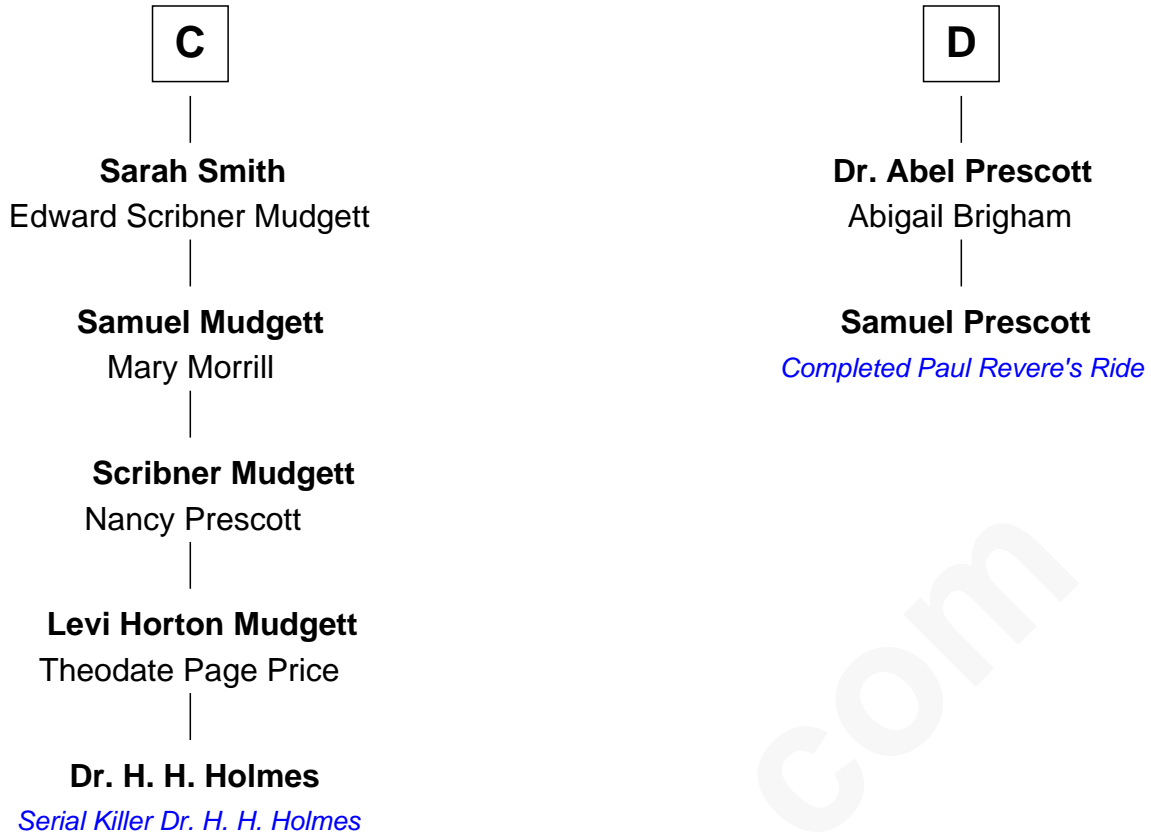 C
Sarah Smith
Edward Scribner Mudgett
Samuel Mudgett
Mary Morrill
Scribner Mudgett
Nancy Prescott
Levi Horton Mudgett
Theodate Page Price
Dr. H. H. Holmes
Serial Killer Dr. H. H. Holmes
D
Dr. Abel Prescott
Abigail Brigham
Samuel Prescott
Completed Paul Revere's Ride
com